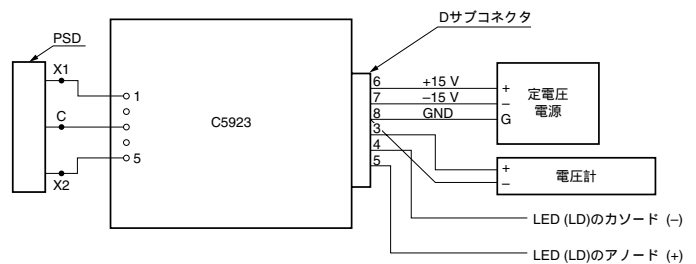 Dサブコネクタ
PSD
X1
C
X2
1
5
C5923
6
7
8
3
4
5
+15 V
–15 V
GND
+
–
G
定電圧
電源
+
–
電圧計
LED (LD)のカソード (–)
LED (LD)のアノード (+)